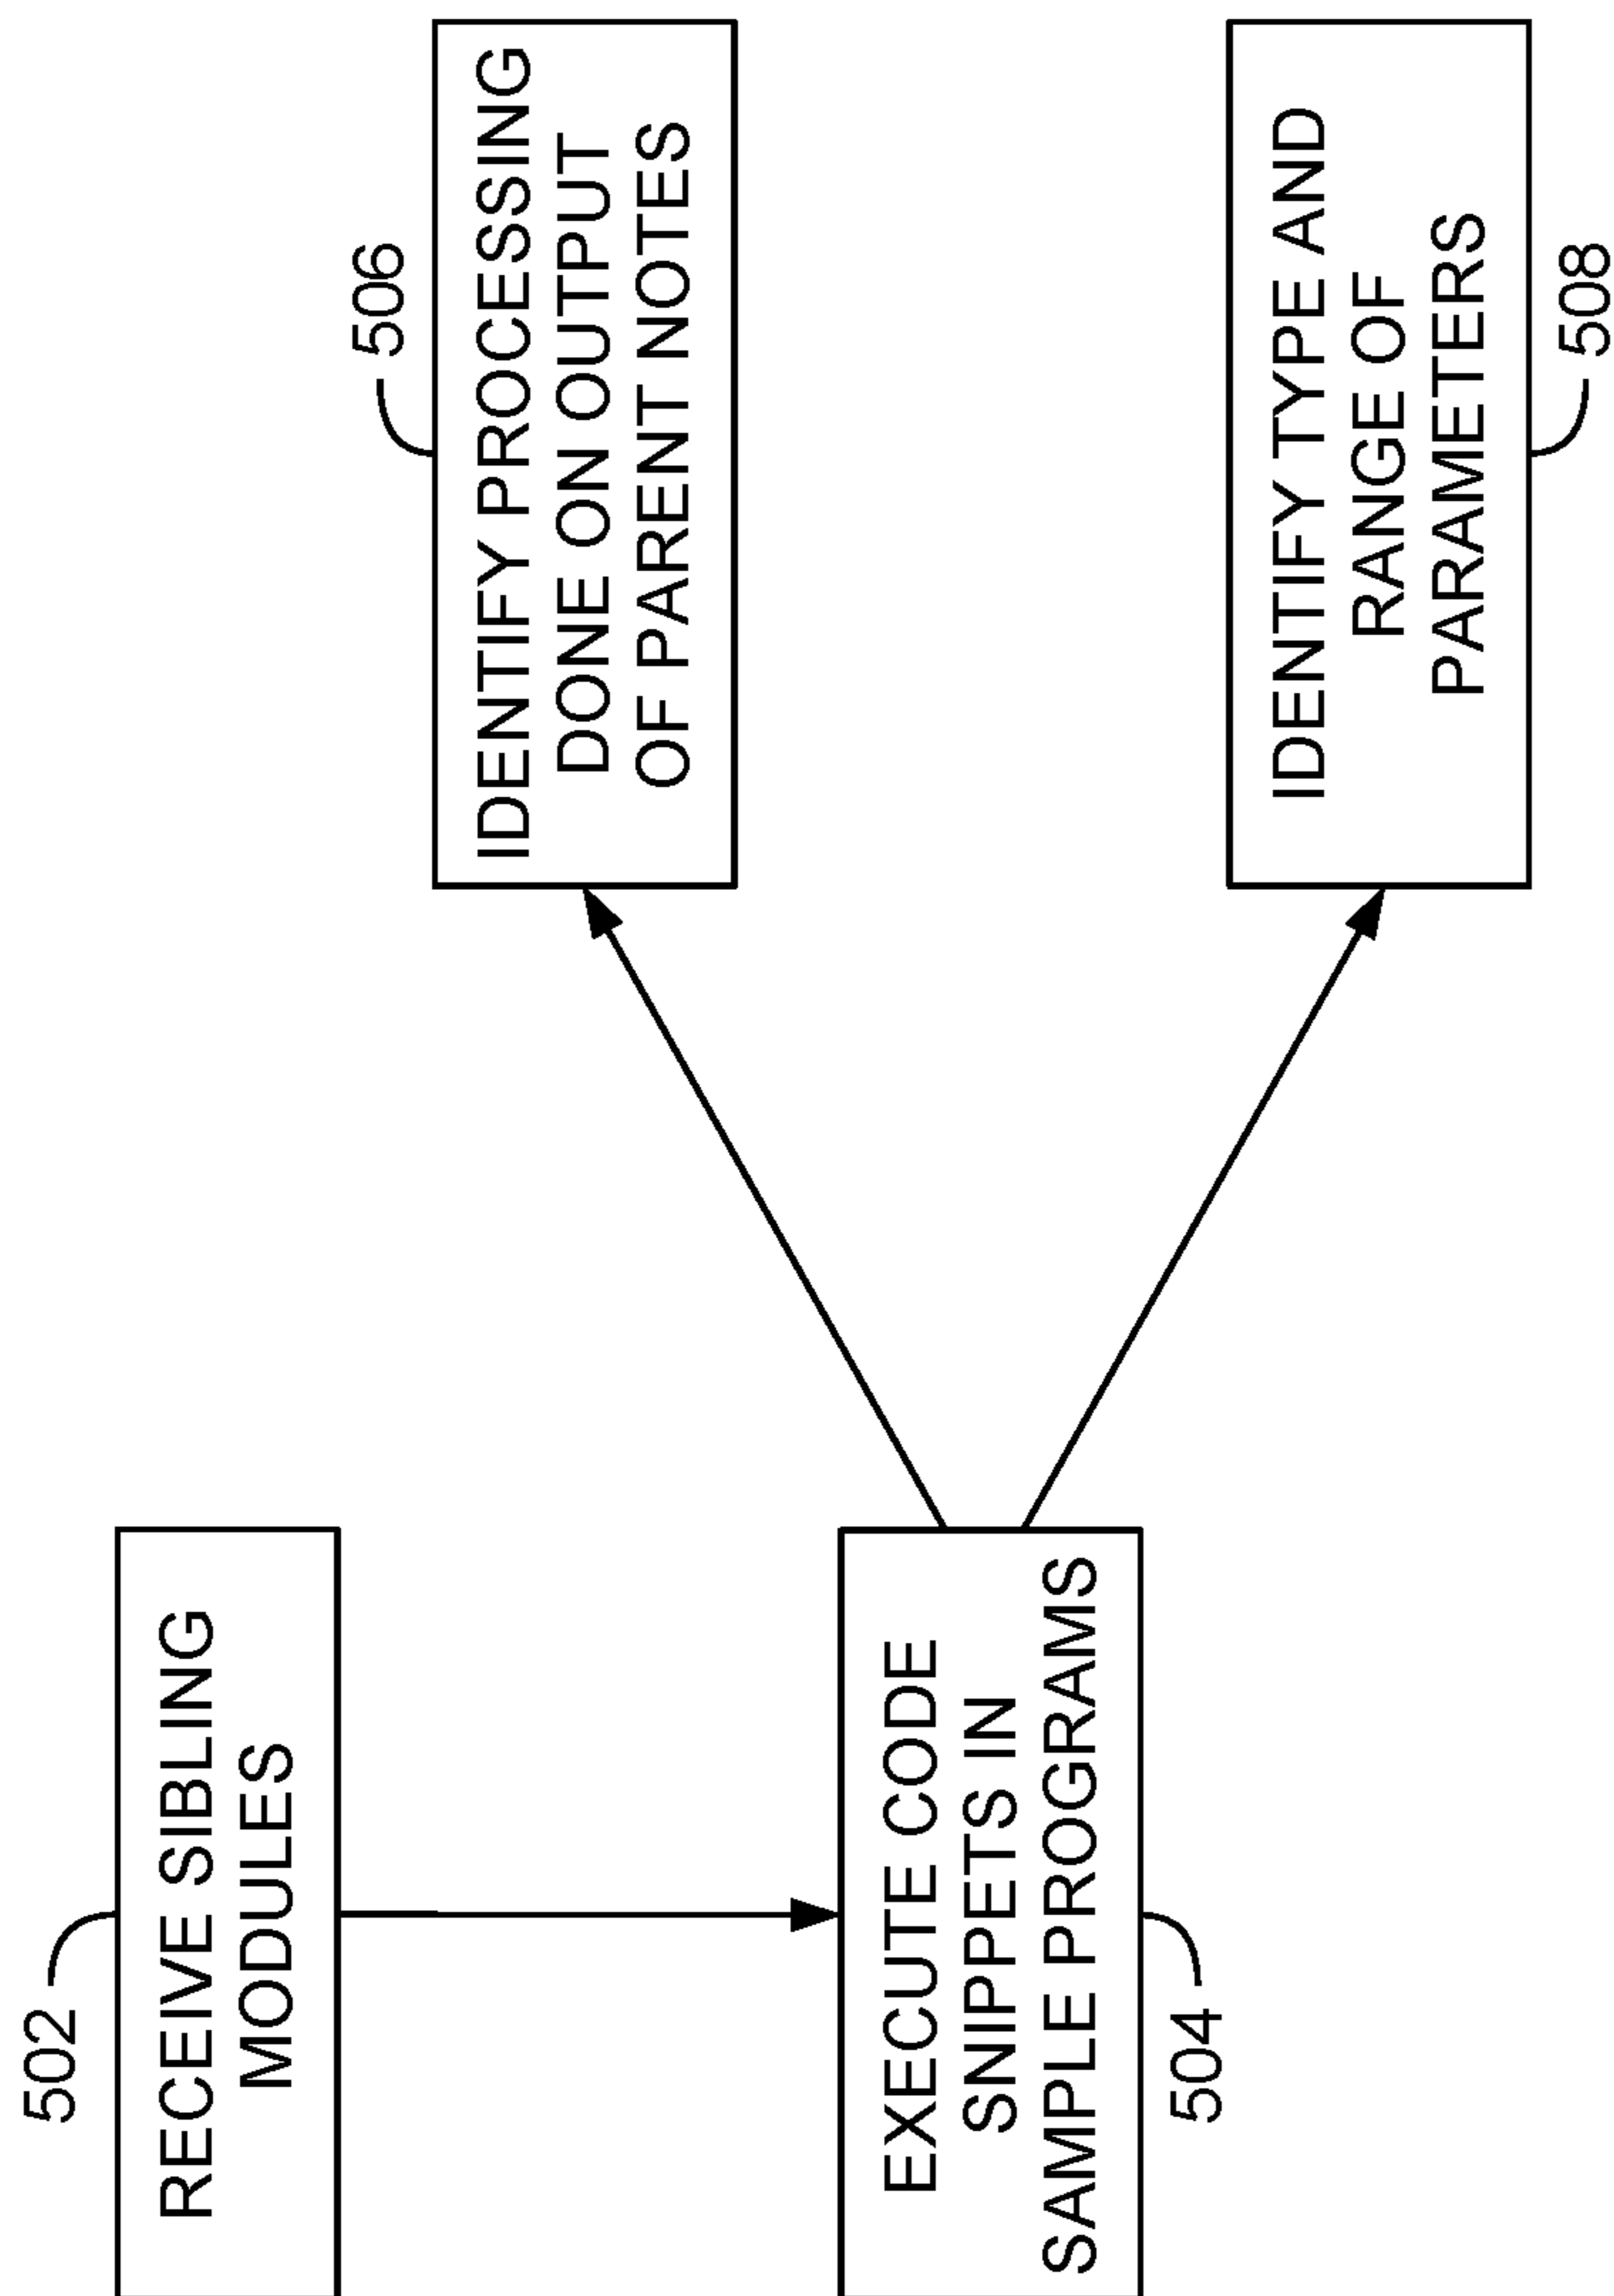 502
RECEIVE SIBLING
MODULES
EXECUTE CODE
SNIPPETS IN
SAMPLE PROGRAMS
504
506
IDENTIFY PROCESSING
DONE ON OUTPUT
OF PARENT NOTES
IDENTIFY TYPE AND
RANGE OF
PARAMETERS
508